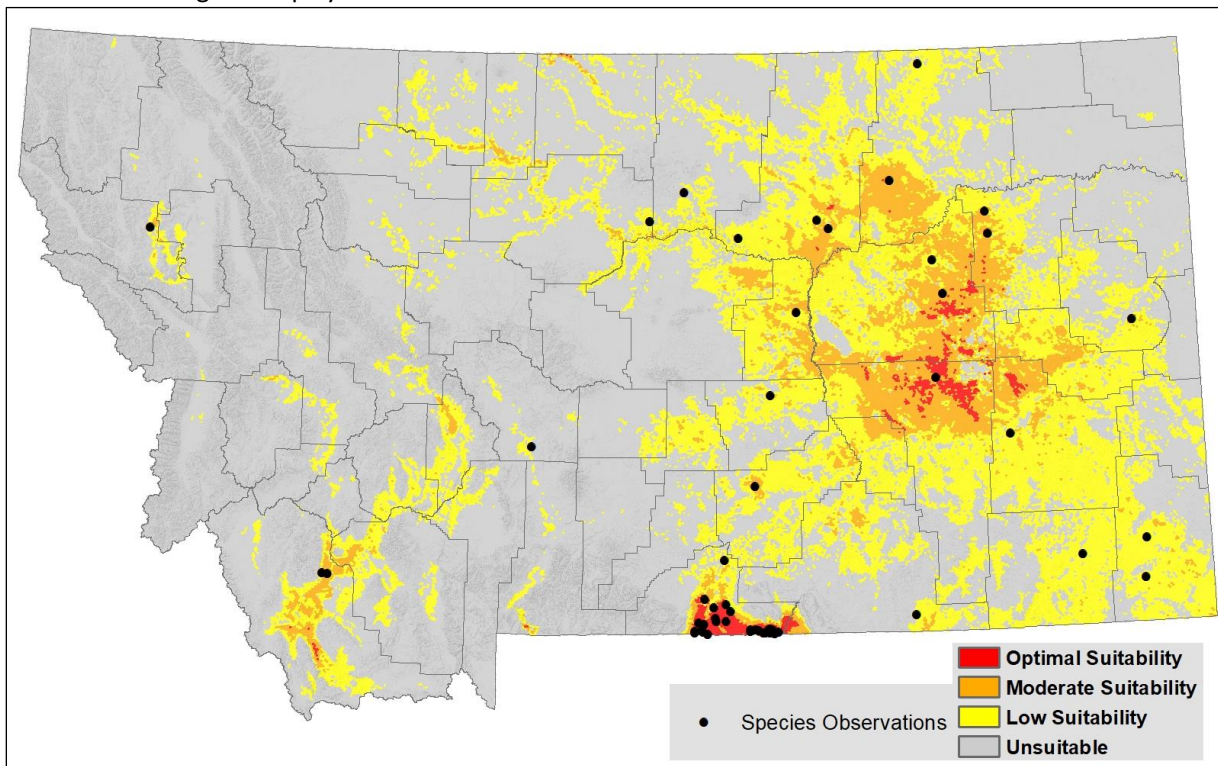 Optimal Suitability
Moderate Suitability
Species Observations
Low Suitability
Unsuitable